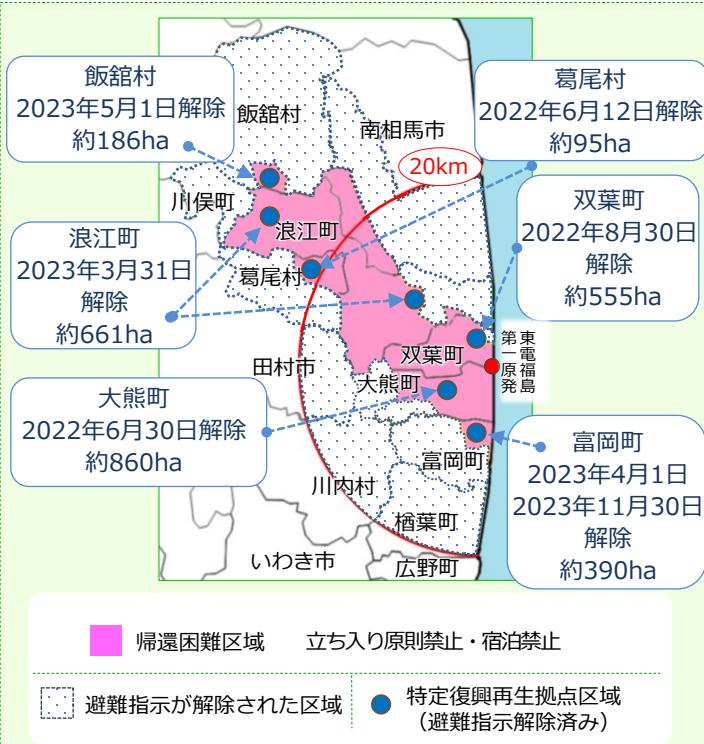 飯舘村
2023年5月1日解除
約186ha
葛尾村
2022年6月12日解除
約95ha
双葉町
2022年8月30日
解除
約555ha
浪江町
2023年3月31日
解除
約661ha
大熊町
2022年6月30日解除
約860ha
富岡町
2023年4月1日
2023年11月30日
解除
約390ha
飯舘村
南相馬市
20km
川俣町
浪江町
葛尾村
田村市
双葉町
大熊町
東電福島
第一原発
富岡町
川内村
楢葉町
いわき市
広野町
帰還困難区域 立ち入り原則禁止・宿泊禁止
避難指示が解除された区域
特定復興再生拠点区域
（避難指示解除済み）